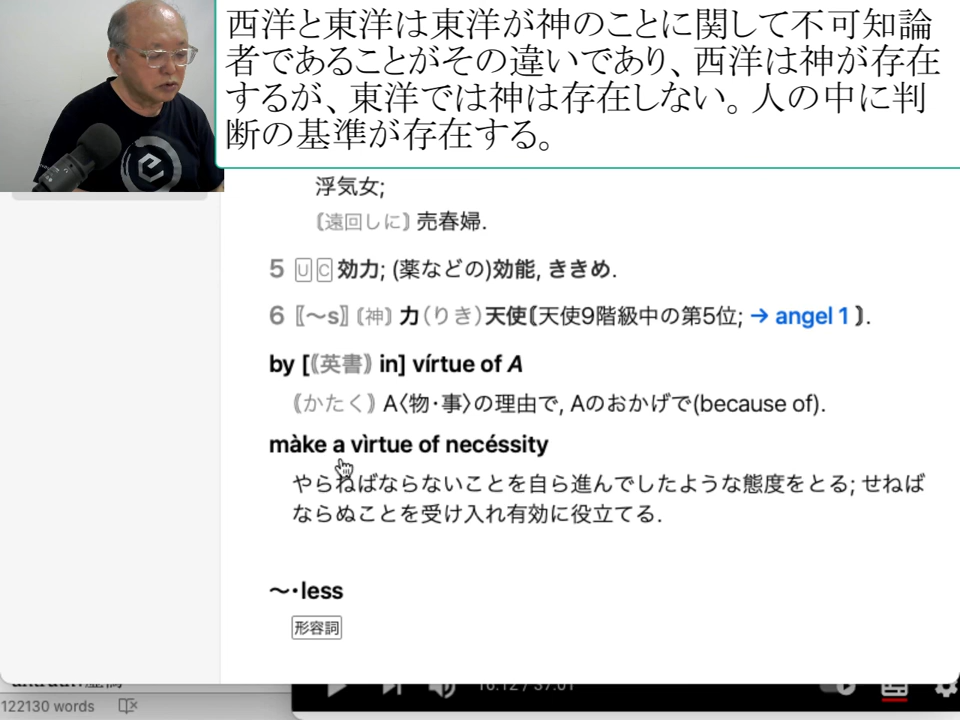 西洋と東洋は東洋が神のことに関して不可知論
者であることがその違いであり、西洋は神が存在
するが、東洋では神は存在しない。人の中に判
断の基準が存在する。
浮気女;
〘遠回しに〙売春婦.
5 U C 効力; (薬などの)効能, ききめ.
6 〖〜s〗〘神〙力(りき)天使〘天使9階級中の第5位; → angel 1〙.
by [⦅英書⦆ in] vírtue of A
⦅かたく⦆ A〈物・事〉の理由で, Aのおかげで(because of).
màke a vìrtue of necéssity
やらねばならないことを自ら進んでしたような態度をとる; せねば
ならぬことを受け入れ有効に役立てる.
〜・less
形容詞
122130 words